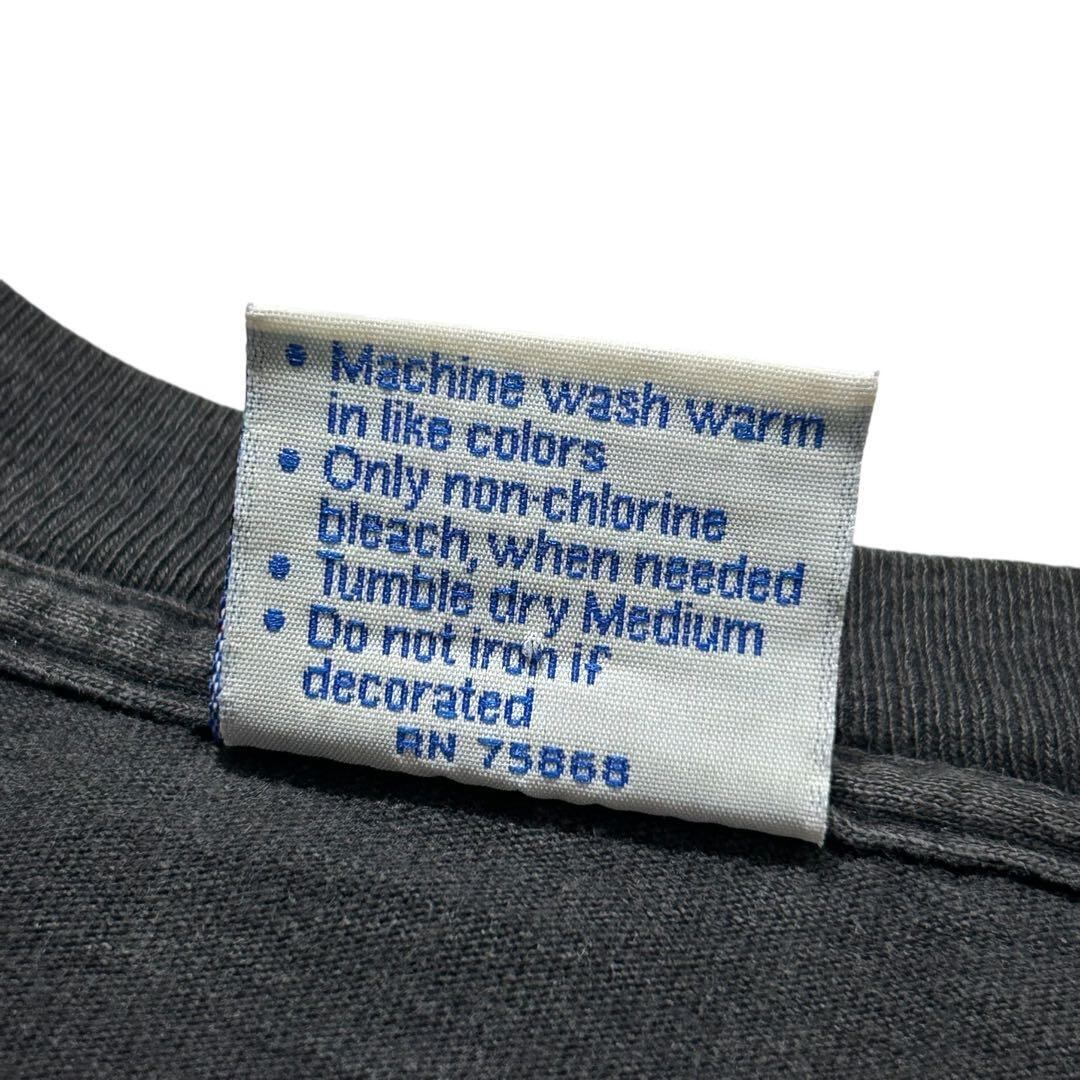 • Machine wash warm
in like colors
• Only non-chlorine
bleach, when needed
• Tumble dry Medium
• Do not iron if
decorated
RN 75868